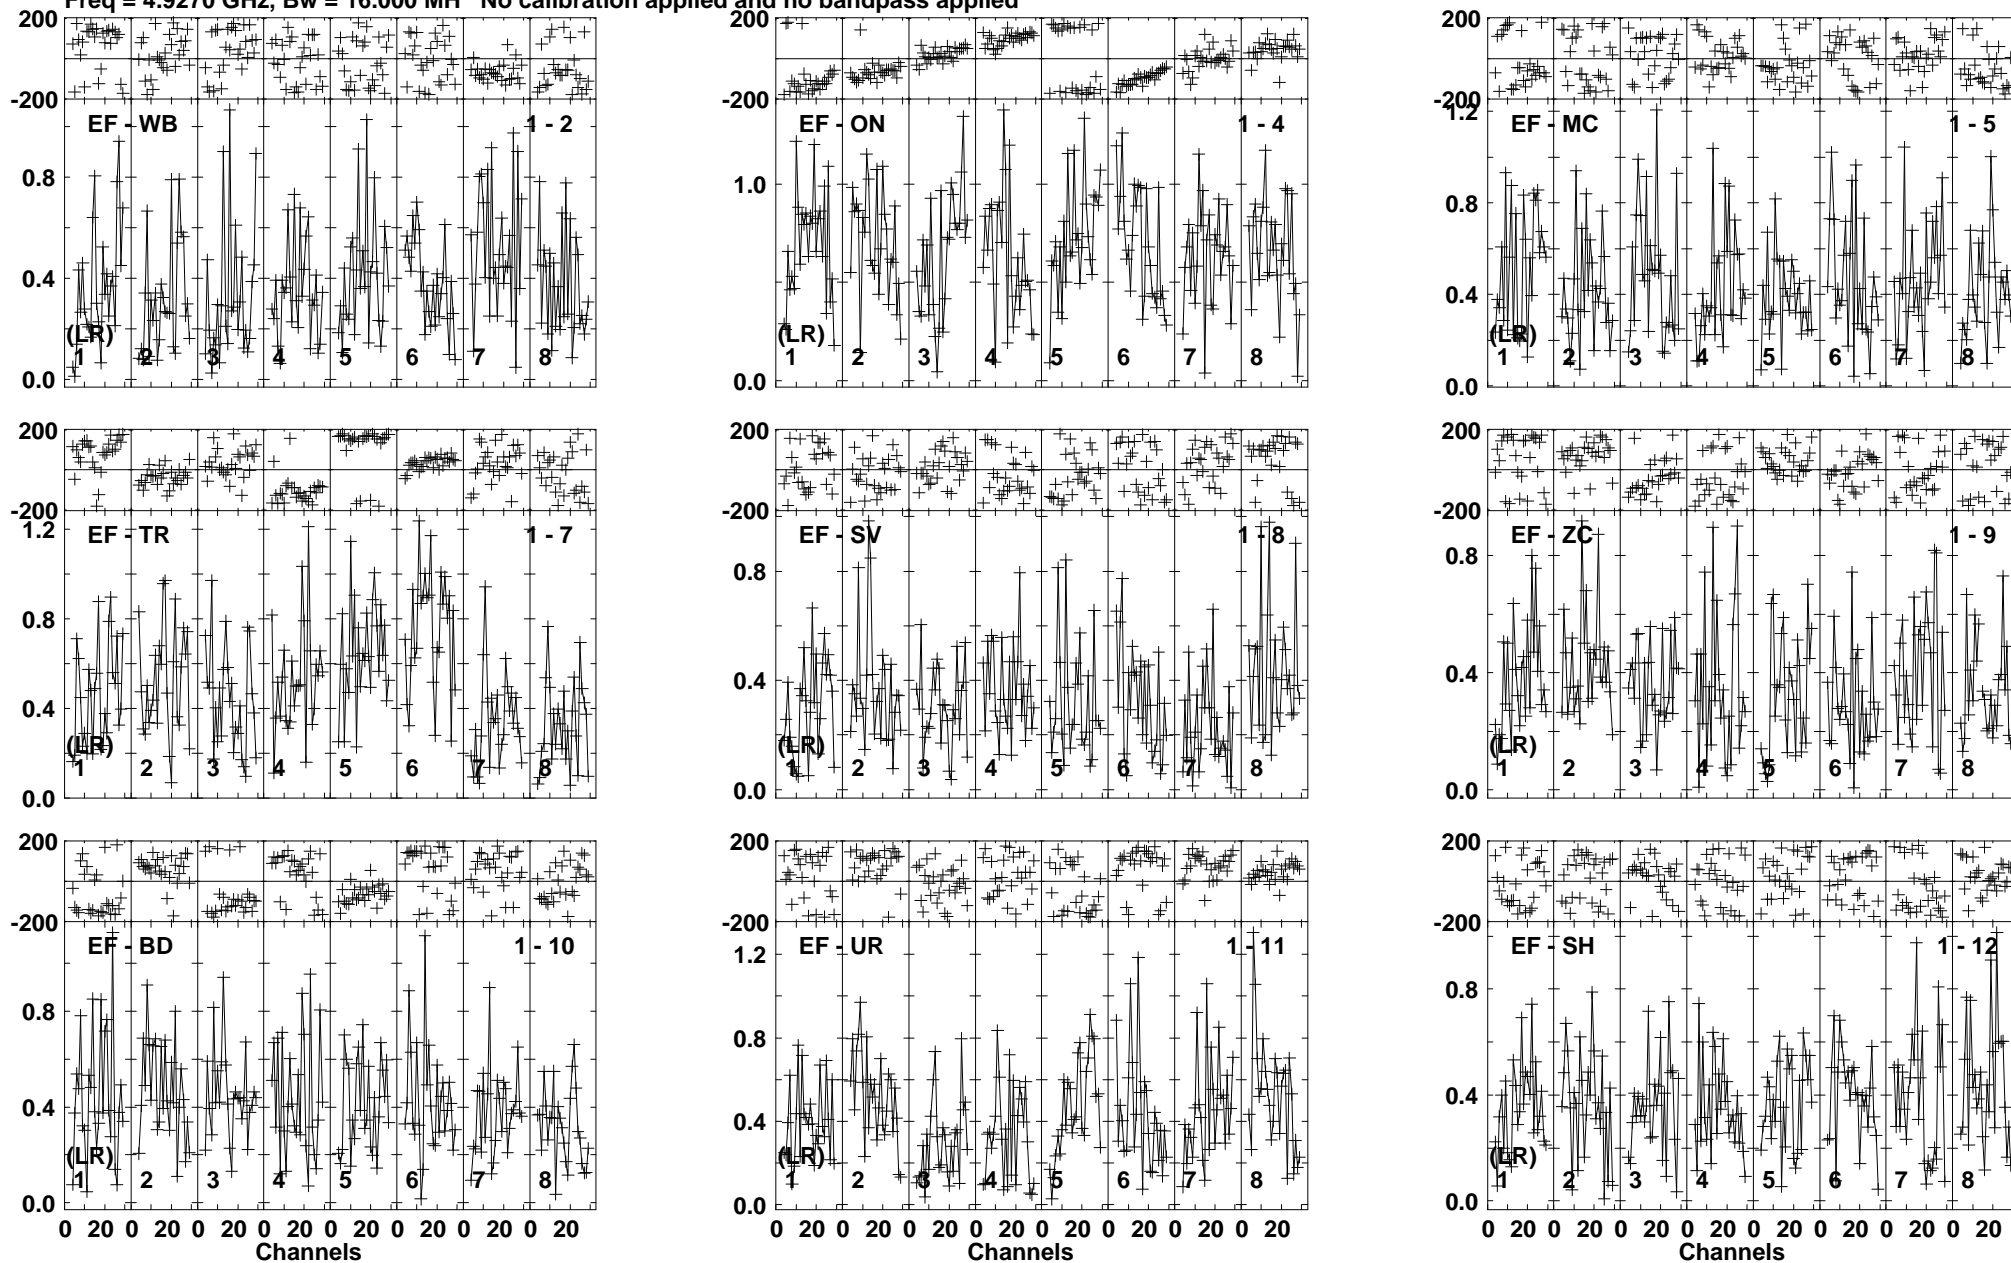 Freq = 4.9270 GHz, Bw = 16.000 MH No calibration applied and no bandpass applied
200
-200
EF - WB 1 - 2
0.8
0.4
0.0
(LR)
1 2 3 4 5 6 7 8
200
-200
EF - ON 1 - 4
1.0
0.0
(LR)
1 2 3 4 5 6 7 8
200
-200
1.2
EF - MC 1 - 5
0.8
0.4
0.0
(LR)
1 2 3 4 5 6 7 8
200
-200
1.2
EF - TR 1 - 7
0.8
0.4
0.0
(LR)
1 2 3 4 5 6 7 8
200
-200
EF - SV 1 - 8
0.8
0.4
0.0
(LR)
1 2 3 4 5 6 7 8
200
-200
EF - ZC 1 - 9
0.8
0.4
0.0
(LR)
1 2 3 4 5 6 7 8
200
-200
EF - BD 1 - 10
0.8
0.4
0.0
(LR)
1 2 3 4 5 6 7 8
0 20 0 20 0 20 0 20 0 20 0 20 0 20 0 20
Channels
200
-200
EF - UR 1 - 11
1.2
0.8
0.4
0.0
(LR)
1 2 3 4 5 6 7 8
0 20 0 20 0 20 0 20 0 20 0 20 0 20 0 20
200
-200
EF - SH 1 - 12
0.8
0.4
0.0
(LR)
1 2 3 4 5 6 7 8
0 20 0 20 0 20 0 20 0 20 0 20 0 20 0 20
Channels